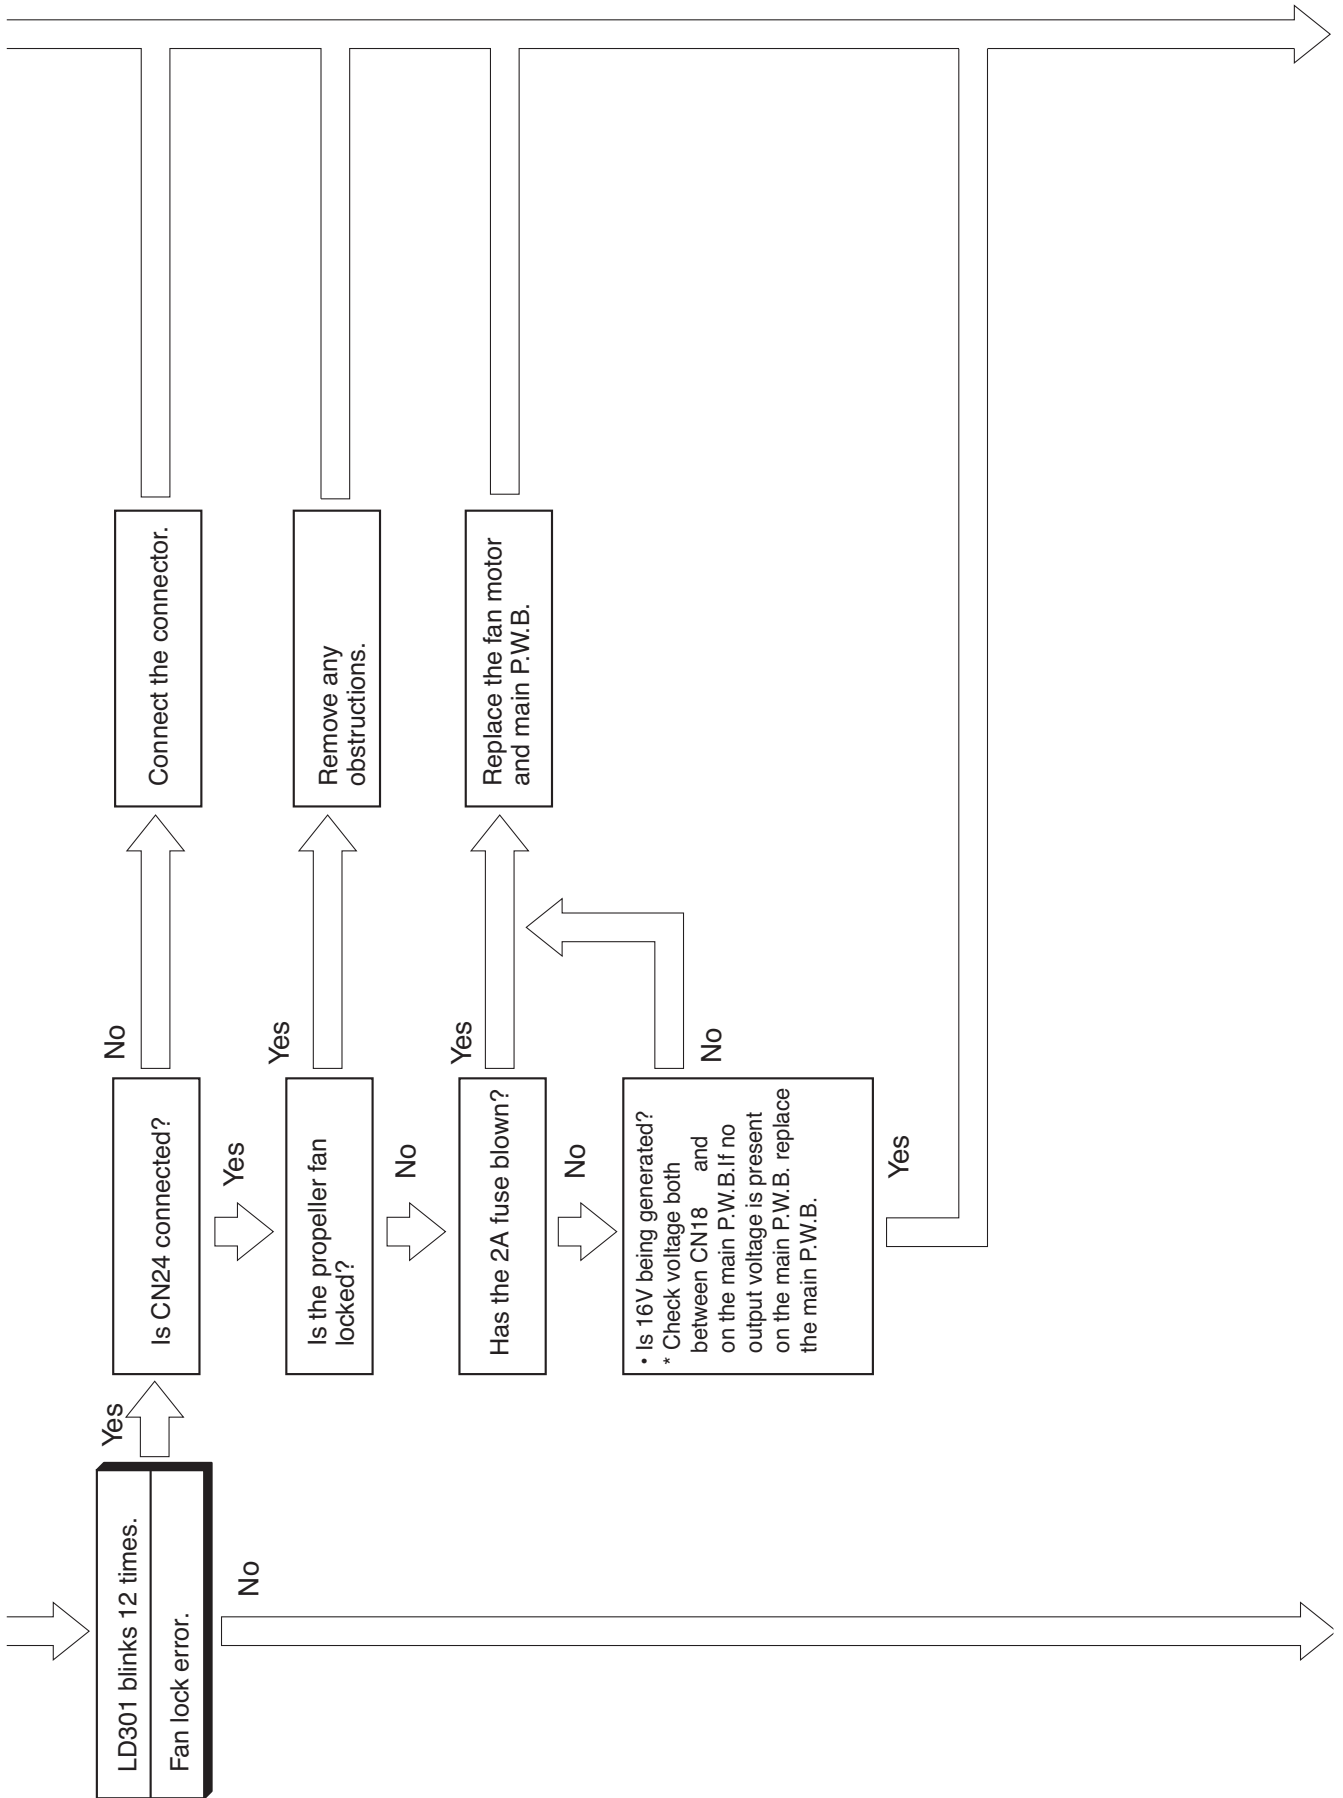 LD301 blinks 12 times.
Fan lock error.
Yes
No
Is CN24 connected?
No
Connect the connector.
Yes
Is the propeller fan
locked?
Yes
Remove any
obstructions.
No
Has the 2A fuse blown?
Yes
Replace the fan motor
and main P.W.B.
No
• Is 16V being generated?
* Check voltage both
between CN18 and
on the main P.W.B.If no
output voltage is present
on the main P.W.B. replace
the main P.W.B.
No
Yes